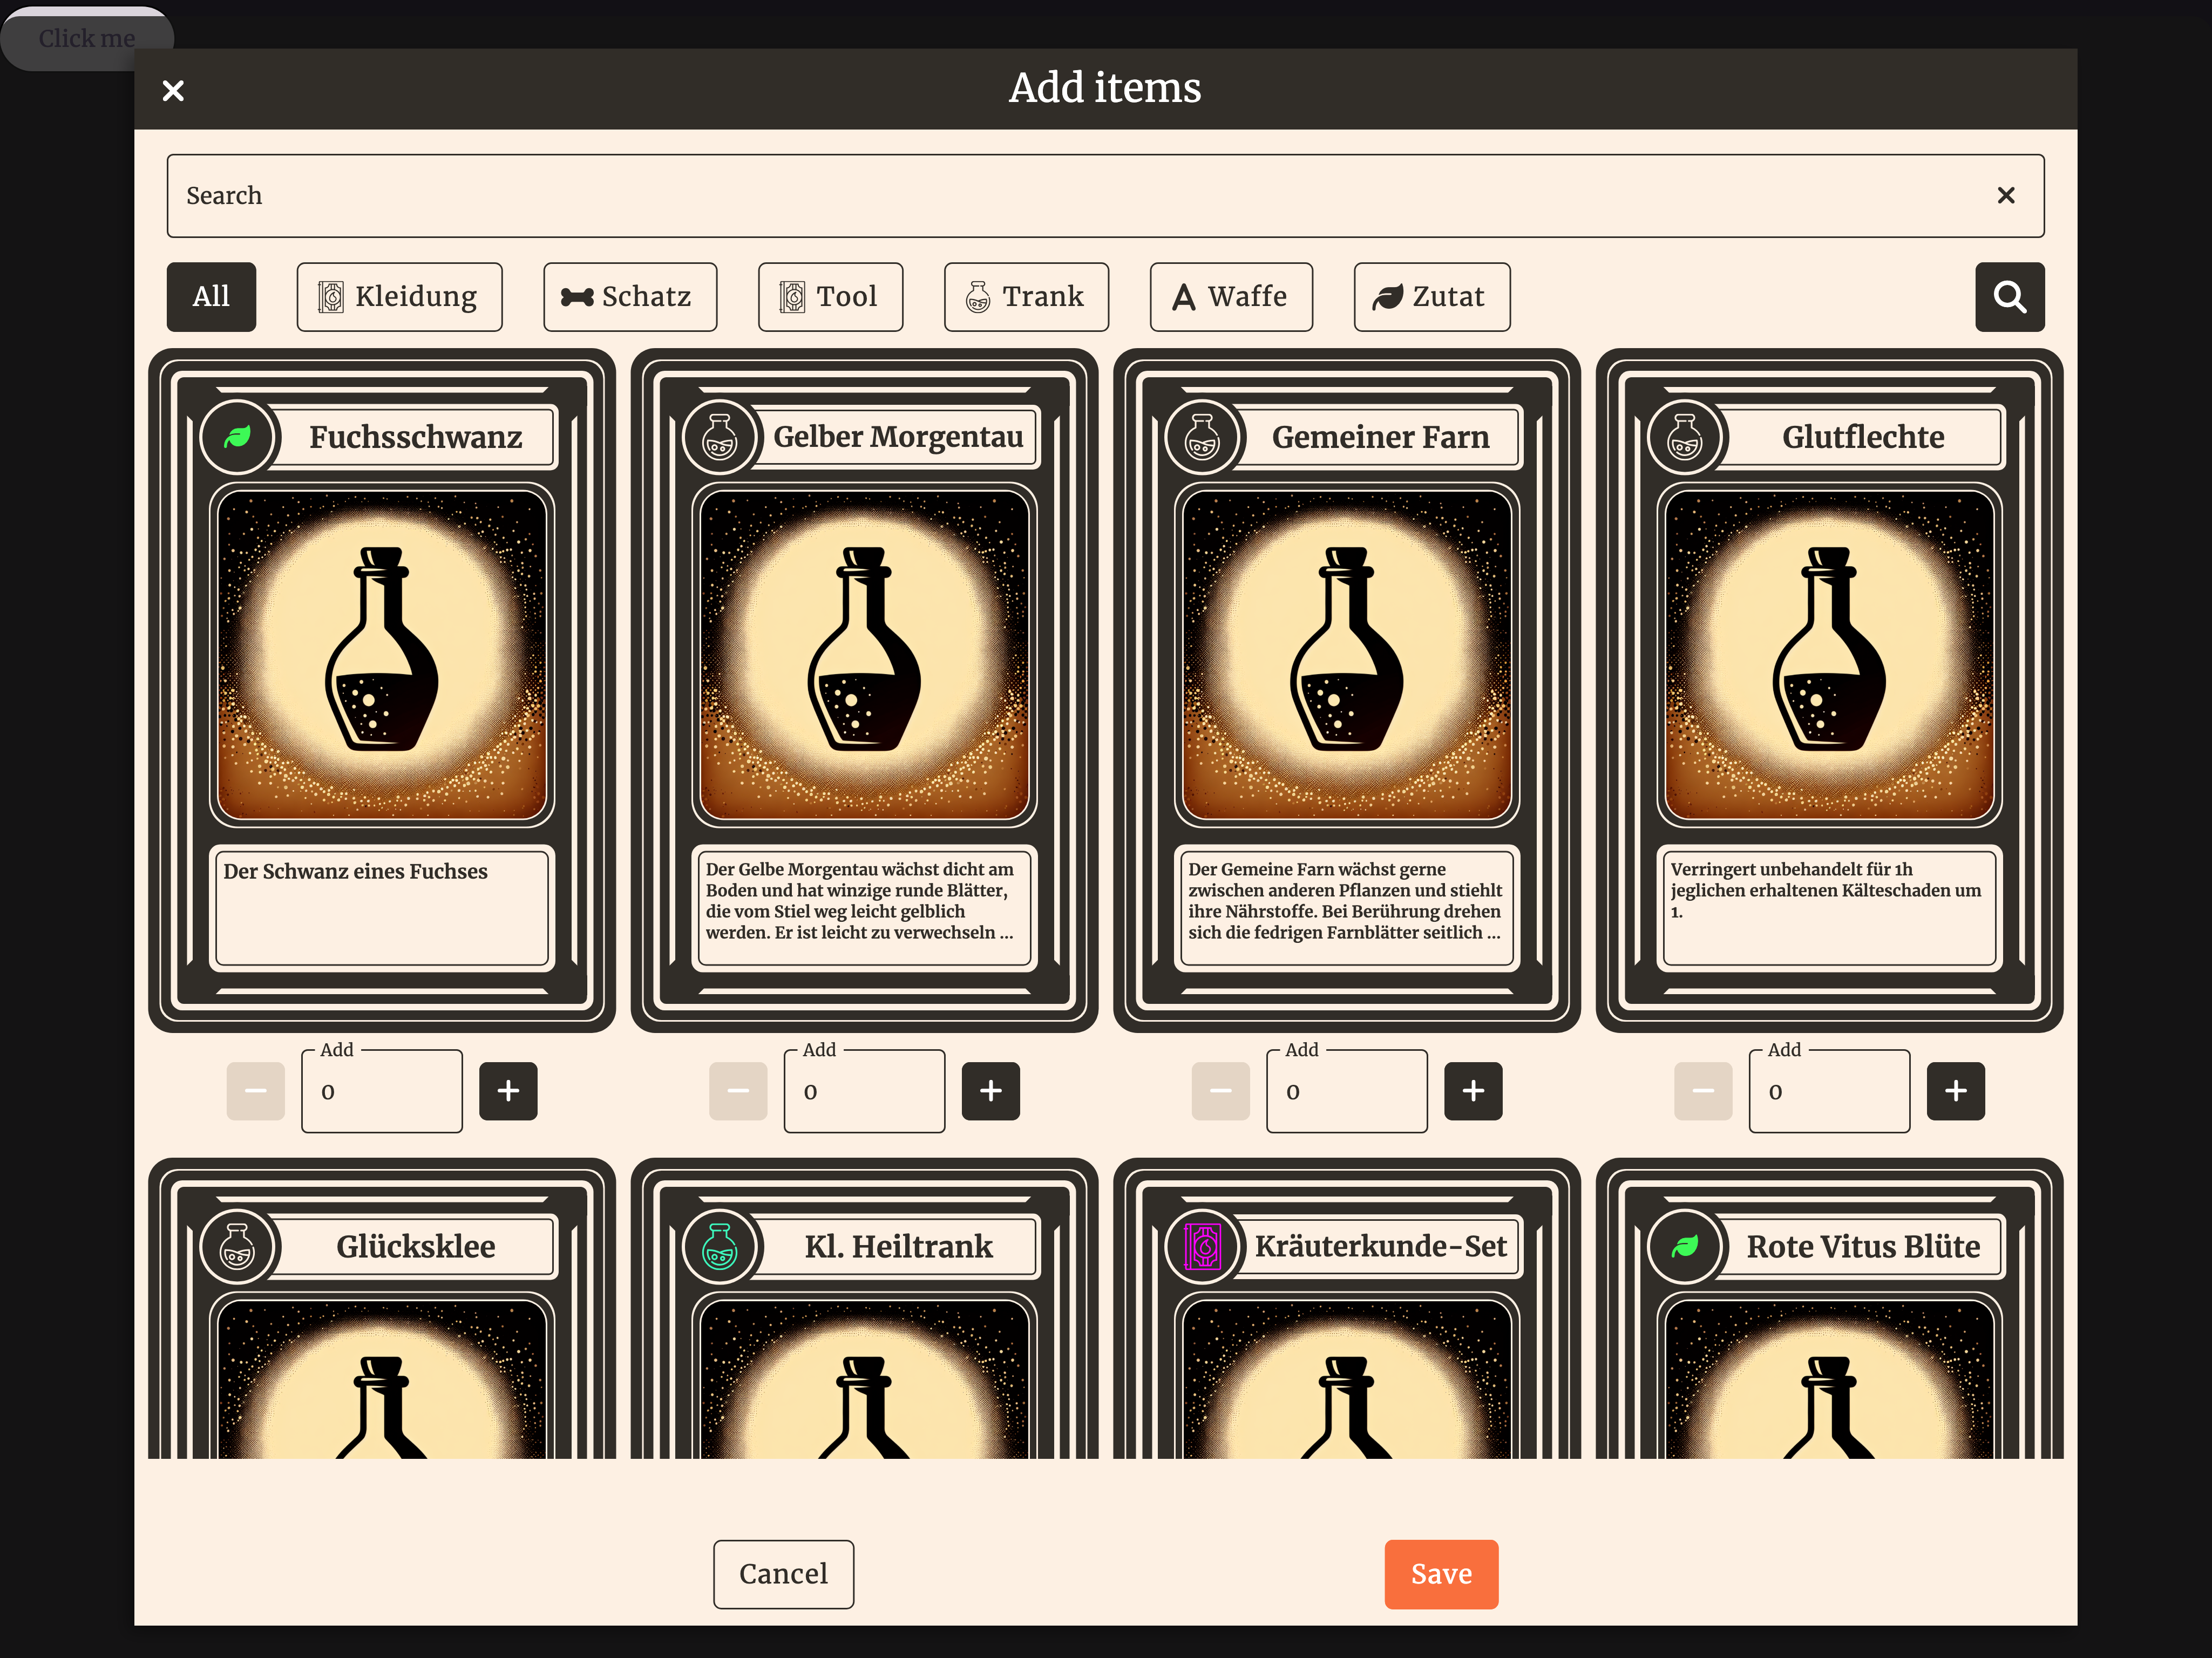 Click me
Add items
Search
All
Kleidung
Schatz
Tool
Trank
A Waffe
Zutat
Fuchsschwanz
Der Schwanz eines Fuchses
Gelber Morgentau
Der Gelbe Morgentau wächst dicht am
Boden und hat winzige runde Blätter,
die vom Stiel weg leicht gelblich
werden. Er ist leicht zu verwechseln ...
Gemeiner Farn
Der Gemeine Farn wächst gerne
zwischen anderen Pflanzen und stiehlt
ihre Nährstoffe. Bei Berührung drehen
sich die fedrigen Farnblätter seitlich ...
Glutflechte
Verringert unbehandelt für 1h
jeglichen erhaltenen Kälteschaden um
1.
Add
0
Add
0
Add
0
Add
0
Glücksklee
Kl. Heiltrank
Kräuterkunde-Set
Rote Vitus Blüte
Cancel
Save